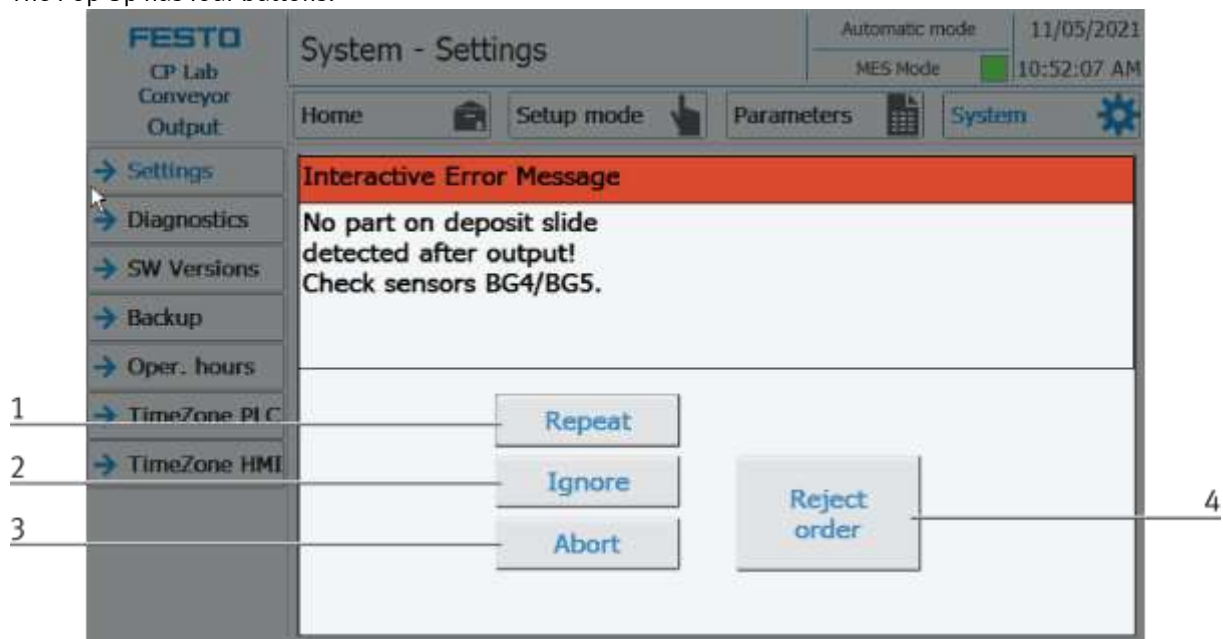 The Pop Up has four buttons.
FESTO
CP Lab
Conveyor
Output
System - Settings
Automatic mode
MES Mode
11/05/2021
10:52:07 AM
Home
Setup mode
Parameters
System
Settings
Diagnostics
SW Versions
Backup
Oper. hours
TimeZone PLC
TimeZone HMI
Interactive Error Message
No part on deposit slide
detected after output!
Check sensors BG4/BG5.
1
Repeat
2
Ignore
3
Abort
Reject
order
4